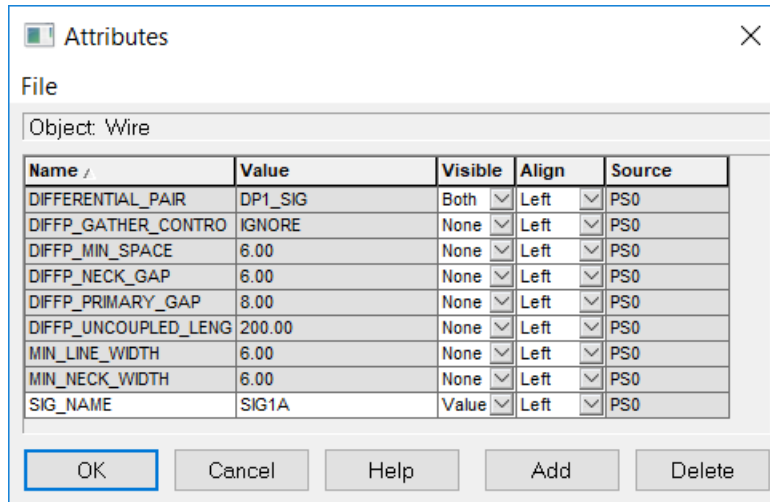 Attributes
File
Object: Wire
Name Value Visible Align Source
DIFFERENTIAL_PAIR DP1_SIG Both Left PS0
DIFFP_GATHER_CONTRO IGNORE None Left PS0
DIFFP_MIN_SPACE 6.00 None Left PS0
DIFFP_NECK_GAP 6.00 None Left PS0
DIFFP_PRIMARY_GAP 8.00 None Left PS0
DIFFP_UNCOUPLED_LENG 200.00 None Left PS0
MIN_LINE_WIDTH 6.00 None Left PS0
MIN_NECK_WIDTH 6.00 None Left PS0
SIG_NAME SIG1A Value Left PS0
OK Cancel Help Add Delete